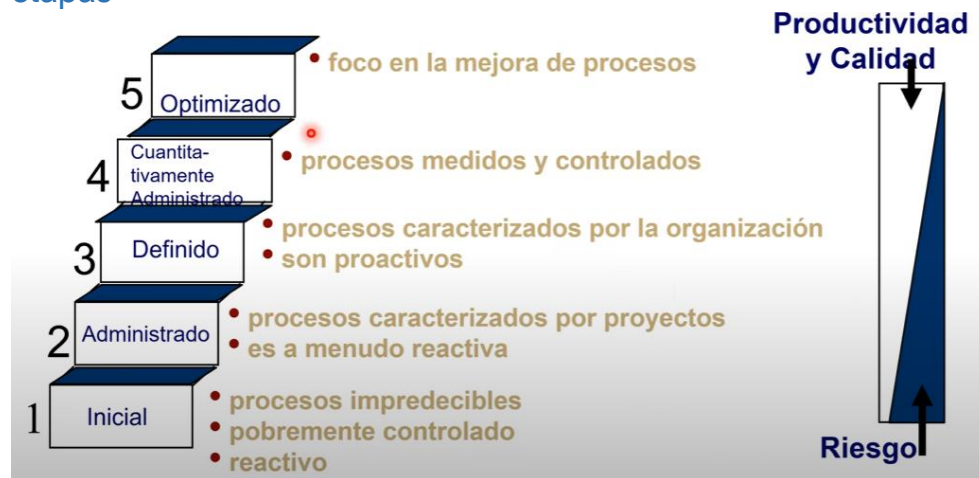 etapas
Productividad
y Calidad
5
Optimizado
• foco en la mejora de procesos
4
Cuantita-
tivamente
Administrado
• procesos medidos y controlados
3
Definido
• procesos caracterizados por la organización
• son proactivos
2
Administrado
• procesos caracterizados por proyectos
• es a menudo reactiva
1
Inicial
• procesos impredecibles
• pobremente controlado
• reactivo
Riesgo